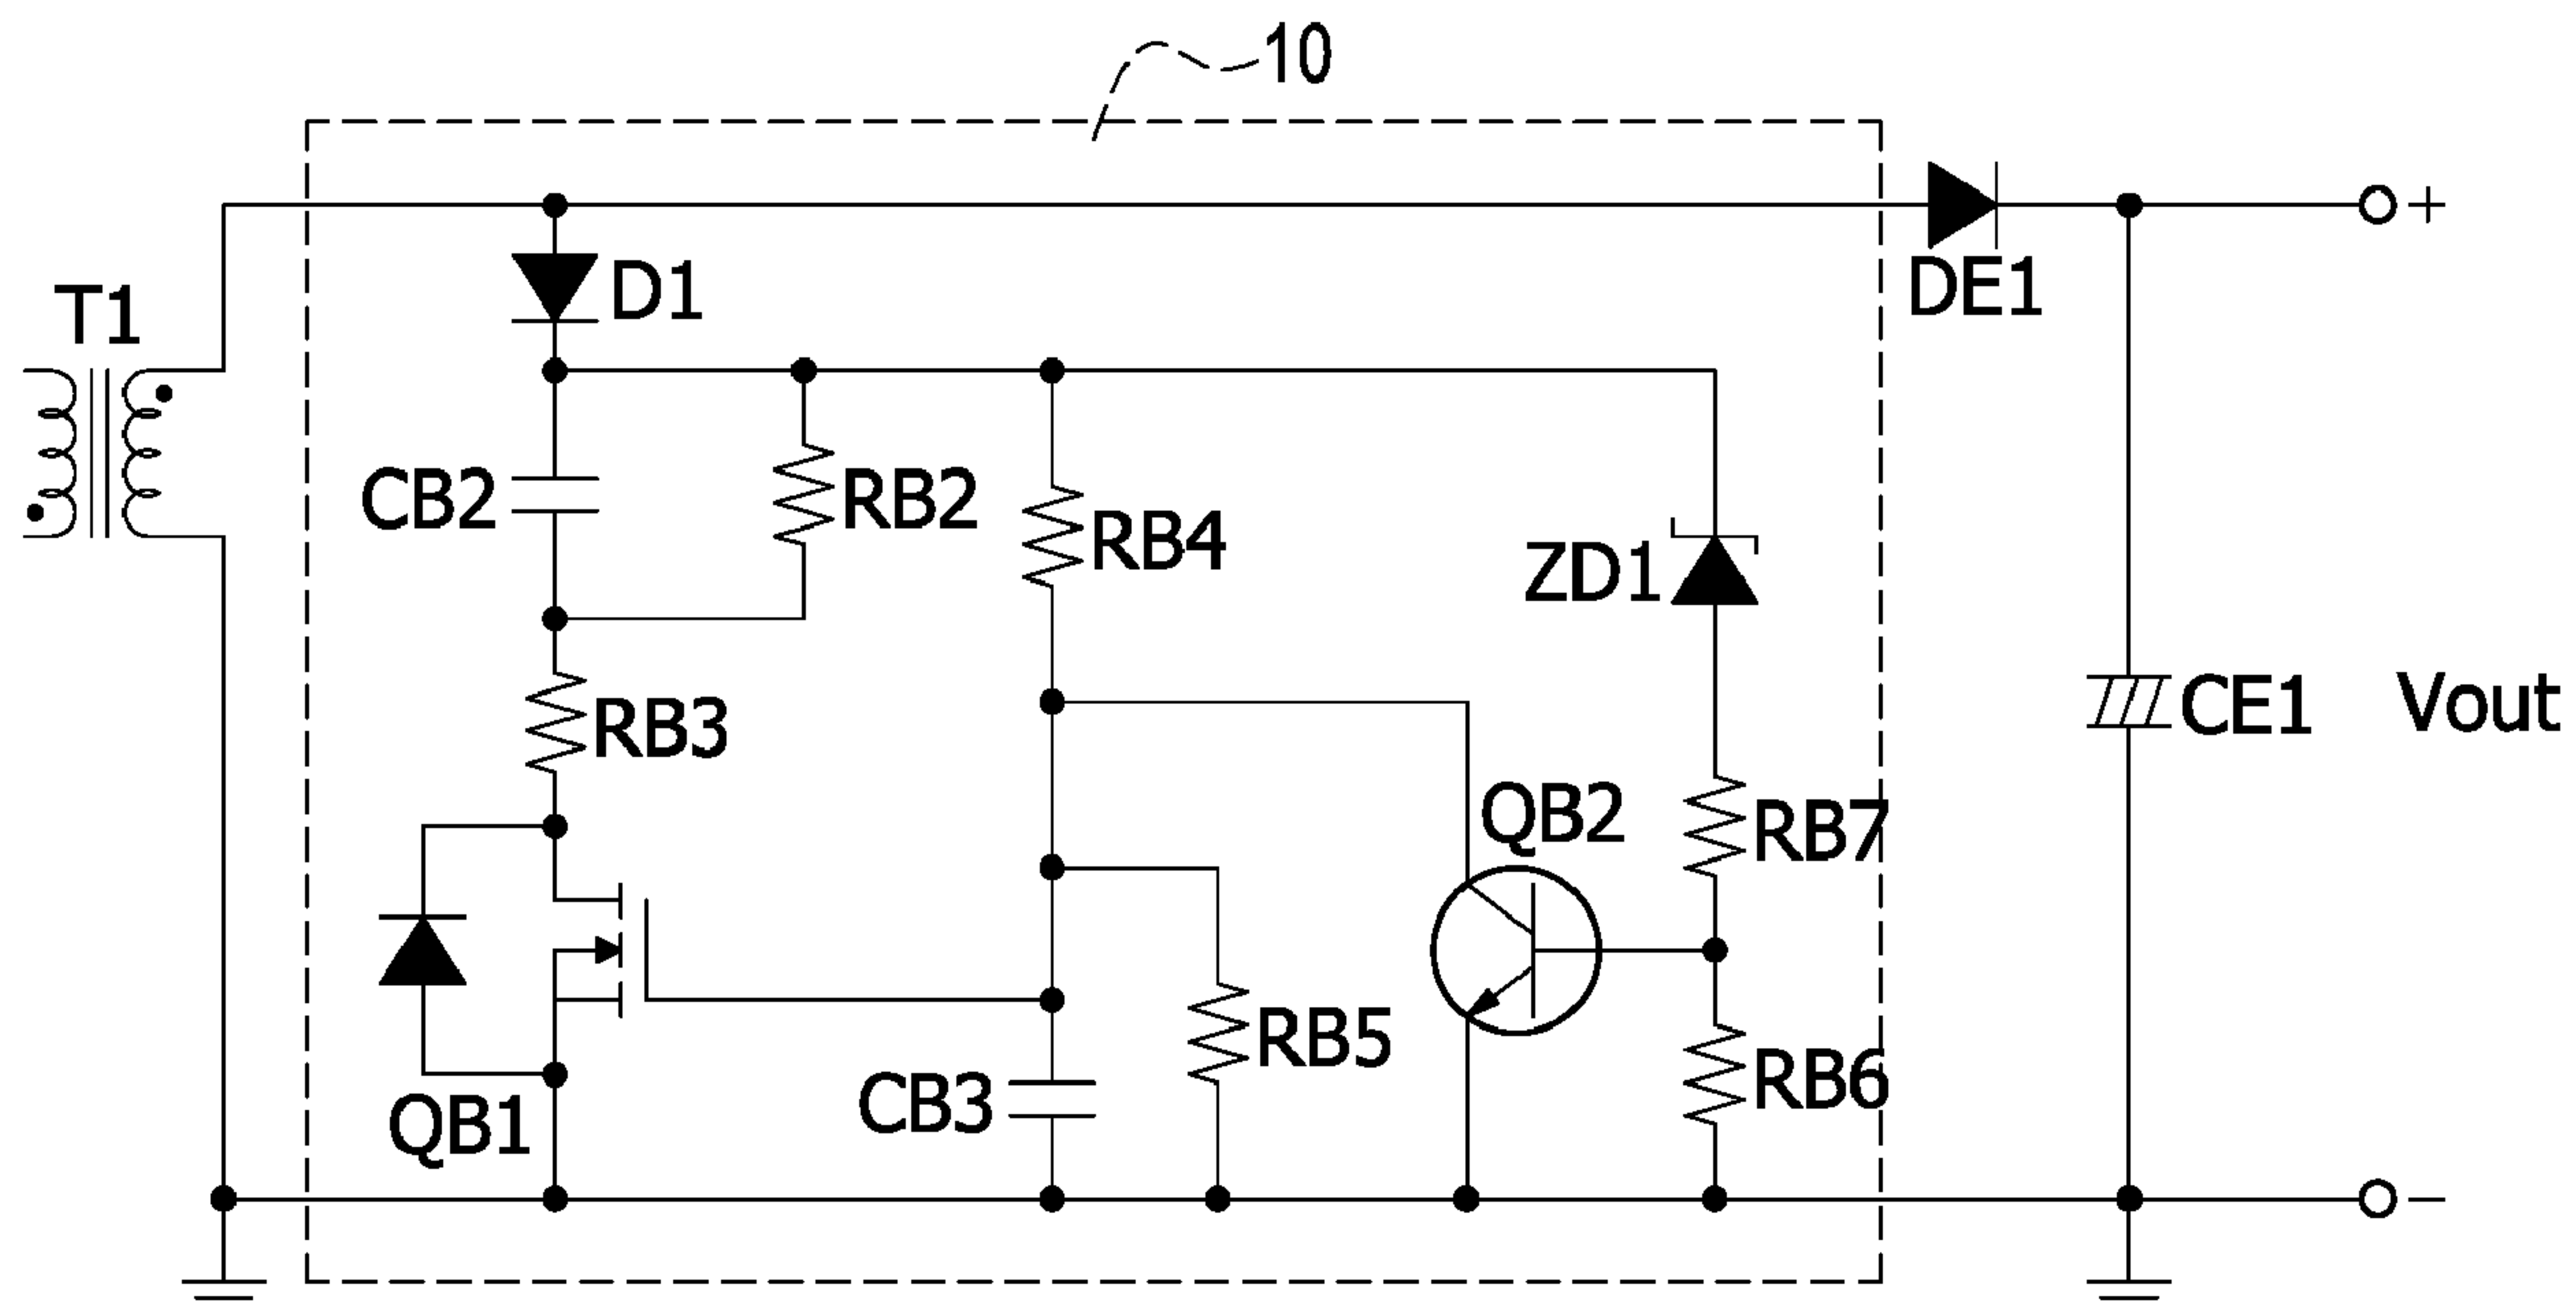 10
+
DE1
D1
T1
CB2
RB2
RB4
ZD1
RB3
CE1
Vout
QB2
RB7
RB5
RB6
CB3
QB1
−